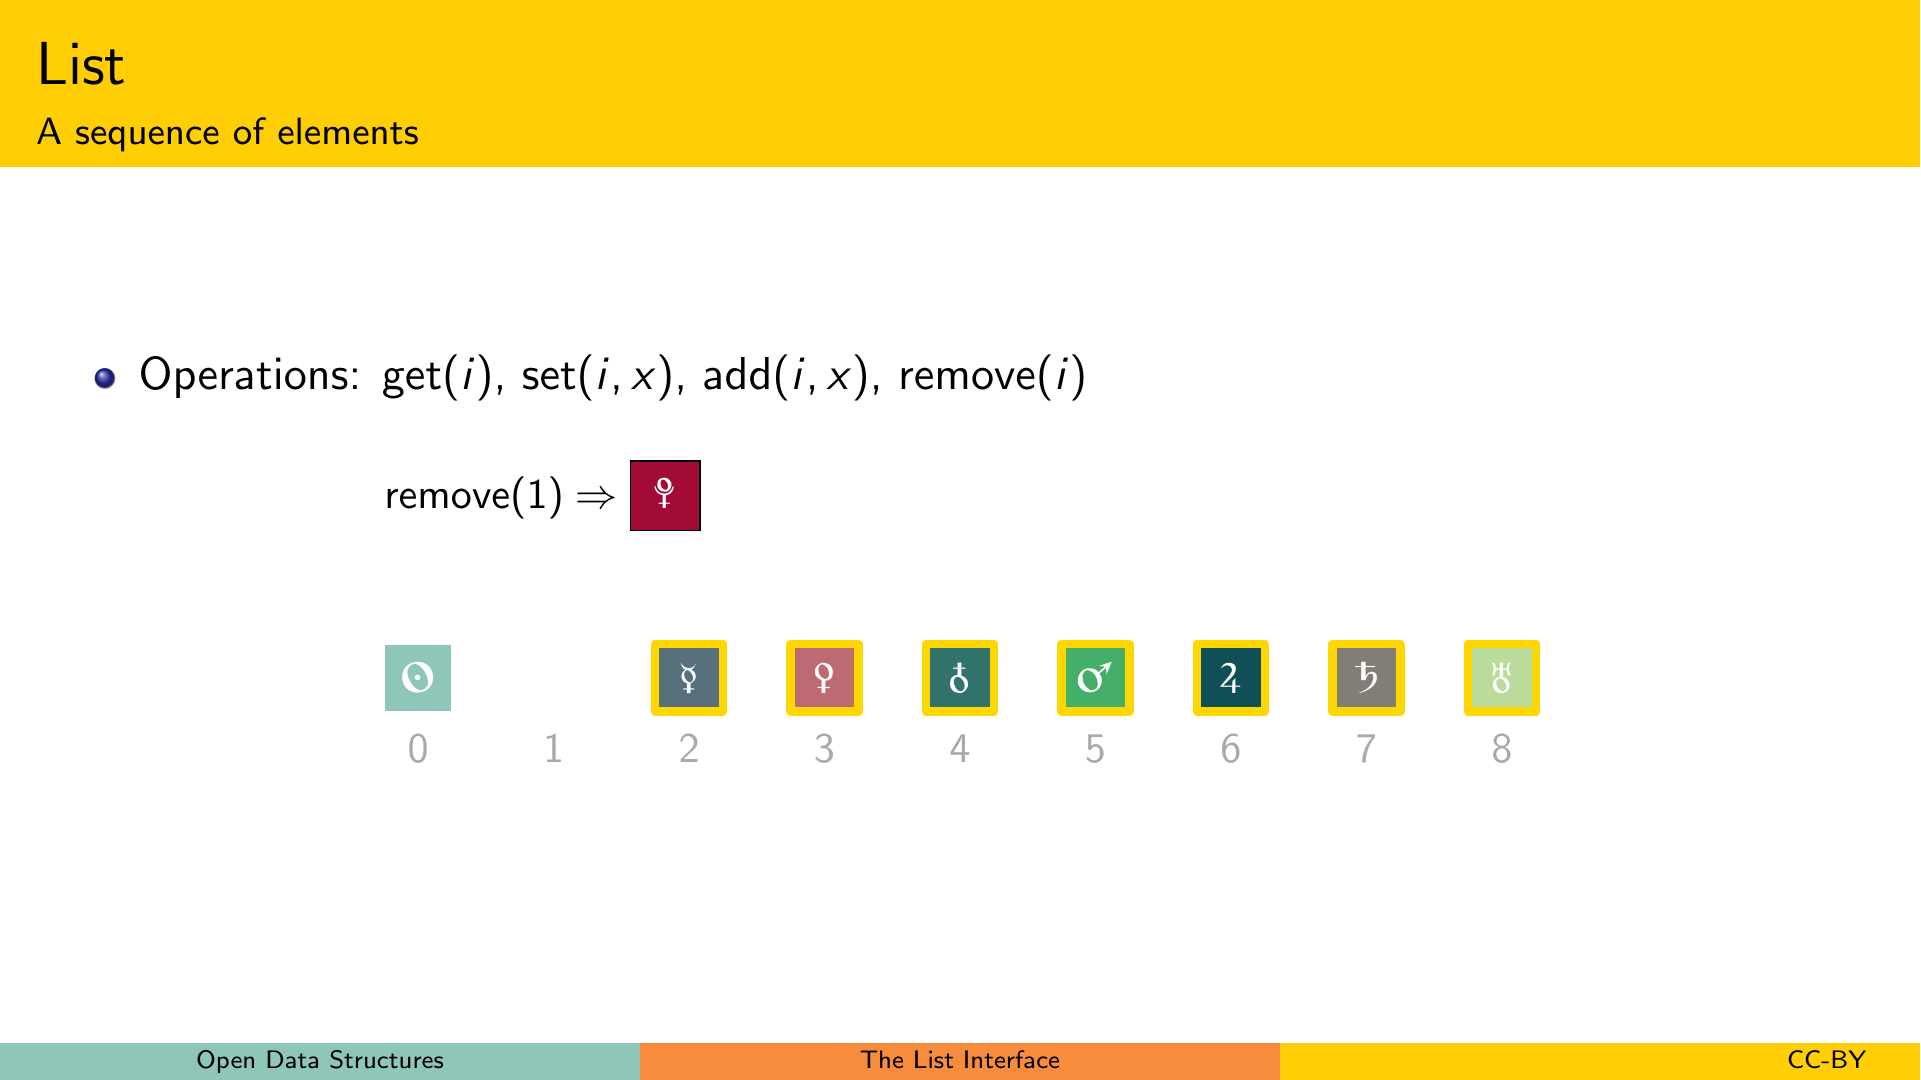 List
A sequence of elements
Operations: get(i), set(i, x), add(i, x), remove(i)
remove(1) ⇒ ♇
☉ ☿ ♀ ♁ ♂ ♃ ♄ ♅
0 1 2 3 4 5 6 7 8
Open Data Structures The List Interface CC-BY